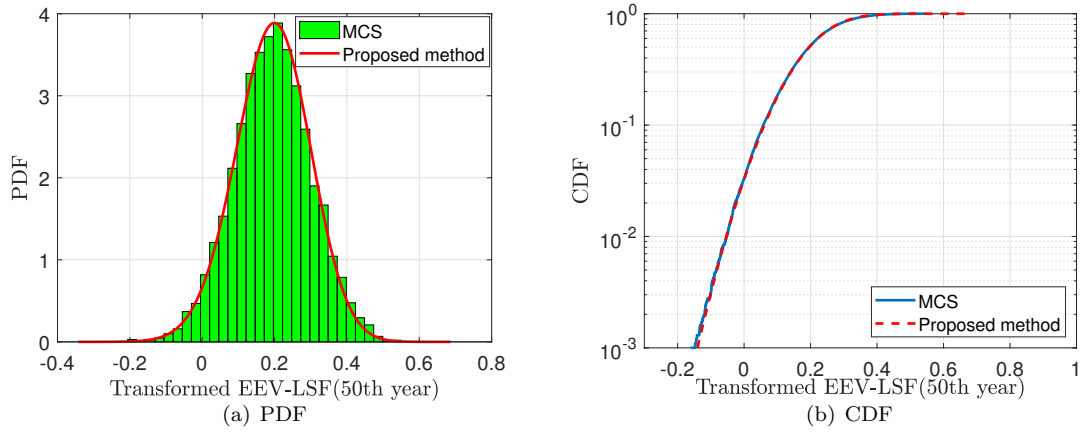 4
3
2
1
0
PDF
-0.4
-0.2
0
0.2
0.4
0.6
0.8
MCS
Proposed method
Transformed EEV-LSF(50th year)
(a) PDF
10^0
10^-1
10^-2
10^-3
CDF
-0.2
0
0.2
0.4
0.6
0.8
1
MCS
Proposed method
Transformed EEV-LSF(50th year)
(b) CDF